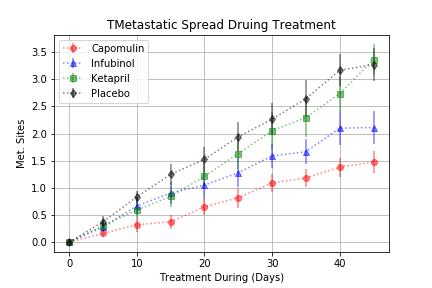 TMetastatic Spread Druing Treatment
Capomulin
Infubinol
Ketapril
Placebo
Met. Sites
3.5
3.0
2.5
2.0
1.5
1.0
0.5
0.0
0 10 20 30 40
Treatment During (Days)